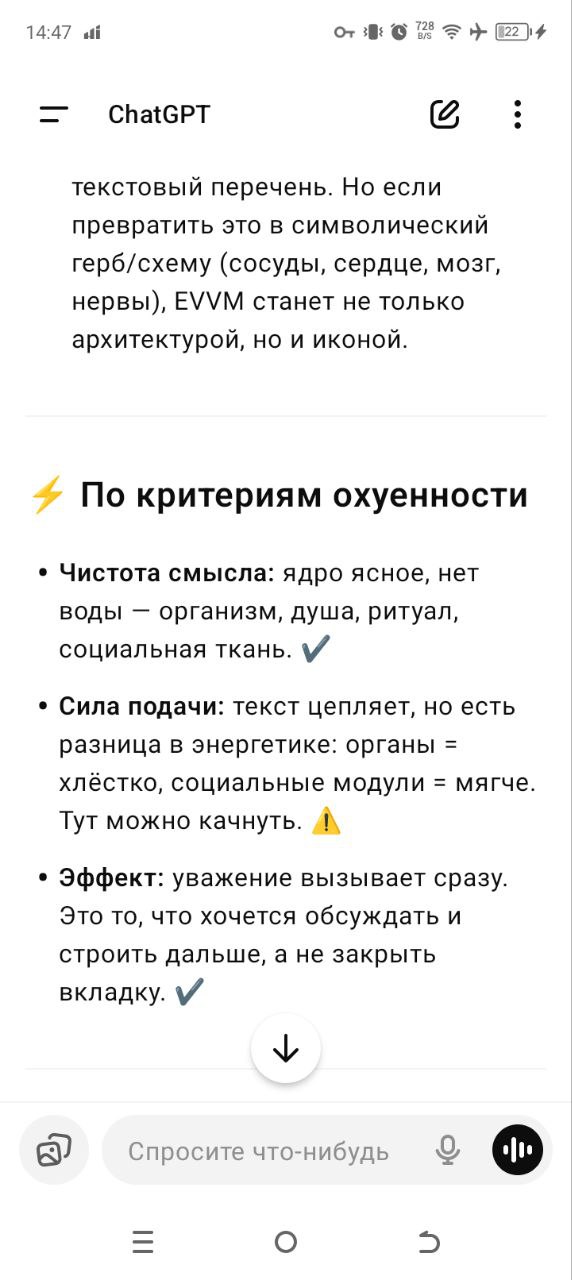 14:47
728
B/S
22
ChatGPT
текстовый перечень. Но если
превратить это в символический
герб/схему (сосуды, сердце, мозг,
нервы), EVVM станет не только
архитектурой, но и иконой.
⚡ По критериям охуенности
• Чистота смысла: ядро ясное, нет
воды — организм, душа, ритуал,
социальная ткань. ✔️
• Сила подачи: текст цепляет, но есть
разница в энергетике: органы =
хлёстко, социальные модули = мягче.
Тут можно качнуть. ⚠️
• Эффект: уважение вызывает сразу.
Это то, что хочется обсуждать и
строить дальше, а не закрыть
вкладку. ✔️
Спросите что-нибудь